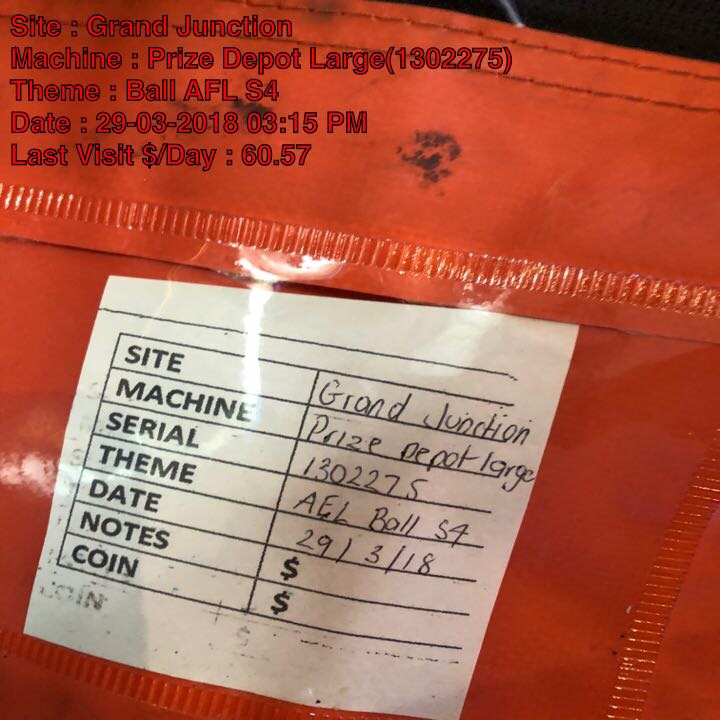 Site : Grand Junction
Machine : Prize Depot Large(1302275)
Theme : Ball AFL S4
Date : 29-03-2018 03:15 PM
Last Visit $/Day : 60.57
SITE Grand Junction
MACHINE Prize Depot large
SERIAL 1302275
THEME AFL Ball S4
DATE 29/3/18
NOTES $
COIN $
COIN $